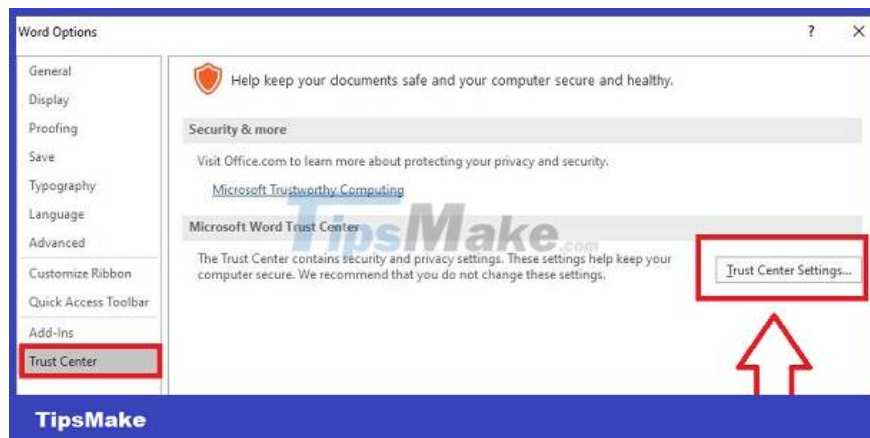 Word Options
?
×
General
Display
Proofing
Save
Typography
Language
Advanced
Customize Ribbon
Quick Access Toolbar
Add-Ins
Trust Center
Help keep your documents safe and your computer secure and healthy.
Security & more
Visit Office.com to learn more about protecting your privacy and security.
Microsoft Trustworthy Computing
Microsoft Word Trust Center
The Trust Center contains security and privacy settings. These settings help keep your
computer secure. We recommend that you do not change these settings.
Trust Center Settings...
TipsMake.com
TipsMake